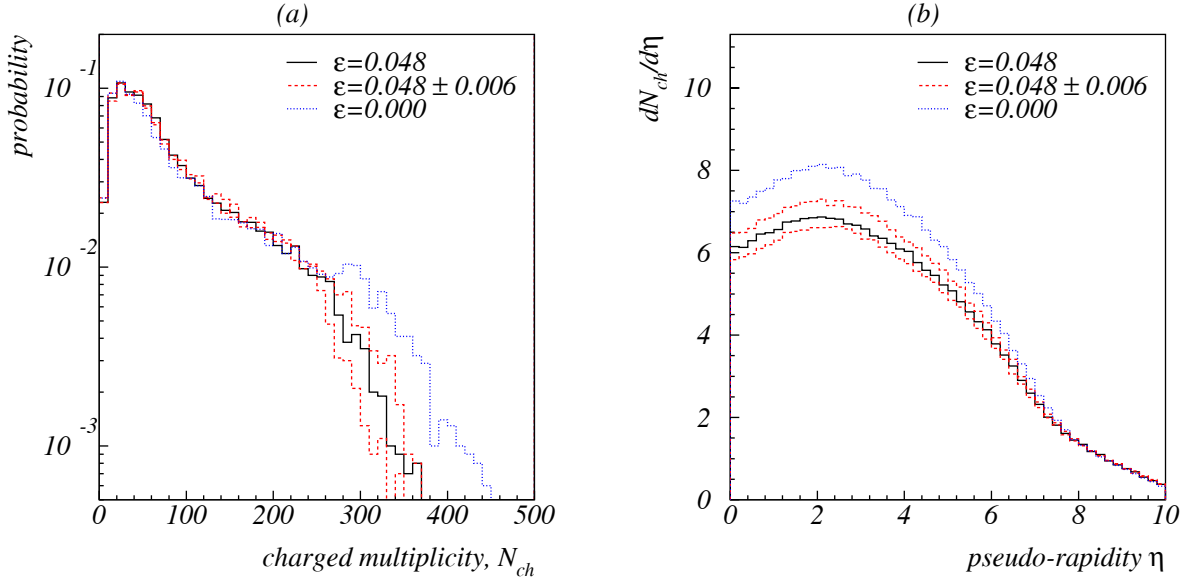 (a)
probability
10 -1
10 -2
10 -3
ε=0.048
ε=0.048 ± 0.006
ε=0.000
0 100 200 300 400 500
charged multiplicity, N_ch
(b)
dN_ch/dη
10
8
6
4
2
0
ε=0.048
ε=0.048 ± 0.006
ε=0.000
0 2 4 6 8 10
pseudo-rapidity η